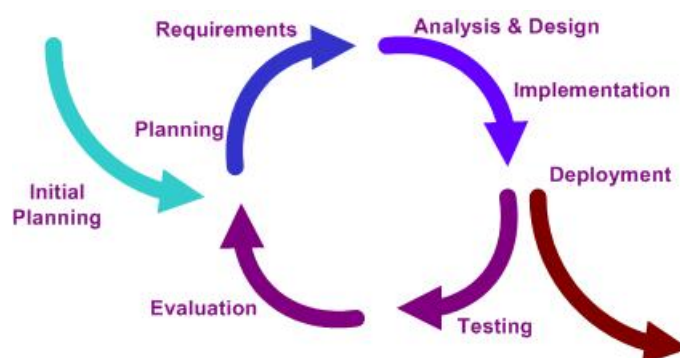 Requirements
Analysis & Design
Implementation
Planning
Deployment
Initial
Planning
Evaluation
Testing